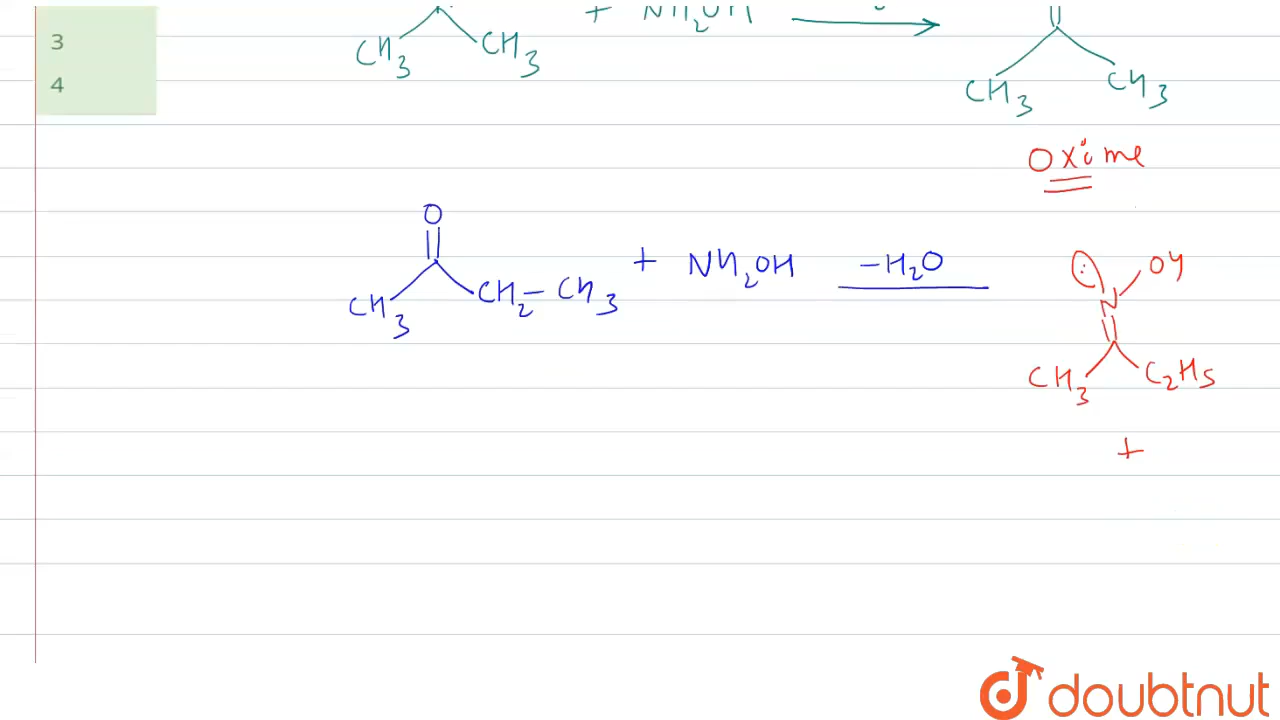 + NH2OH
3
CH3 CH3
4
CH3 CH3
Oxime
O
CH3 CH2-CH3 + NH2OH -H2O
N OH
CH3 C2H5
+
doubtnut